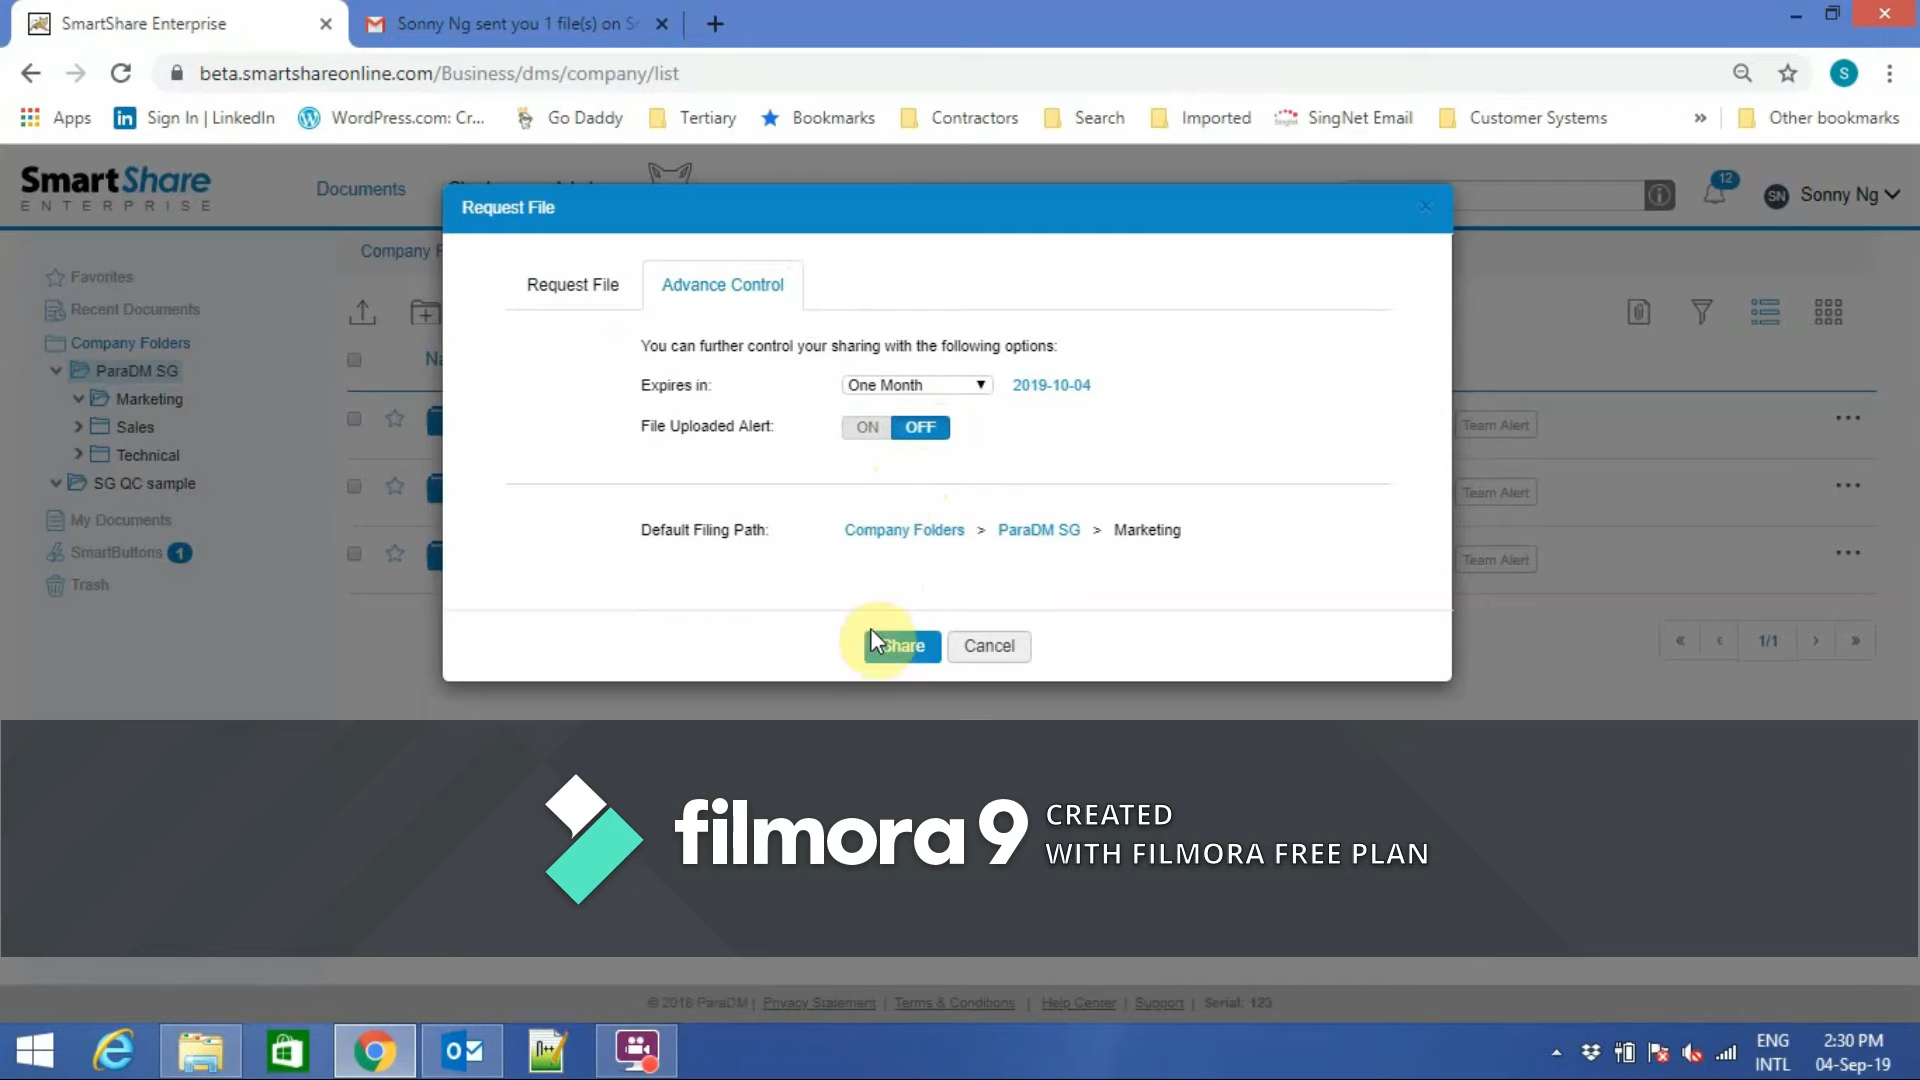 SmartShare Enterprise
Sonny Ng sent you 1 file(s) on S
beta.smartshareonline.com/Business/dms/company/list
S
Apps
Sign In | LinkedIn
WordPress.com: Cr...
Go Daddy
Tertiary
Bookmarks
Contractors
Search
Imported
SingNet Email
Customer Systems
»
Other bookmarks
SmartShare
ENTERPRISE
Documents
12
SN
Sonny Ng
Request File
Company F
Favorites
Recent Documents
Company Folders
ParaDM SG
Marketing
Sales
Technical
SG QC sample
My Documents
SmartButtons 1
Trash
Na
Request File
Advance Control
You can further control your sharing with the following options:
Expires in: One Month 2019-10-04
File Uploaded Alert: ON OFF
Default Filing Path: Company Folders > ParaDM SG > Marketing
Share Cancel
Team Alert
Team Alert
Team Alert
« ‹ 1/1 › »
filmora9
CREATED
WITH FILMORA FREE PLAN
© 2018 ParaDM | Privacy Statement | Terms & Conditions | Help Center | Support | Serial: 123
ENG
INTL
2:30 PM
04-Sep-19